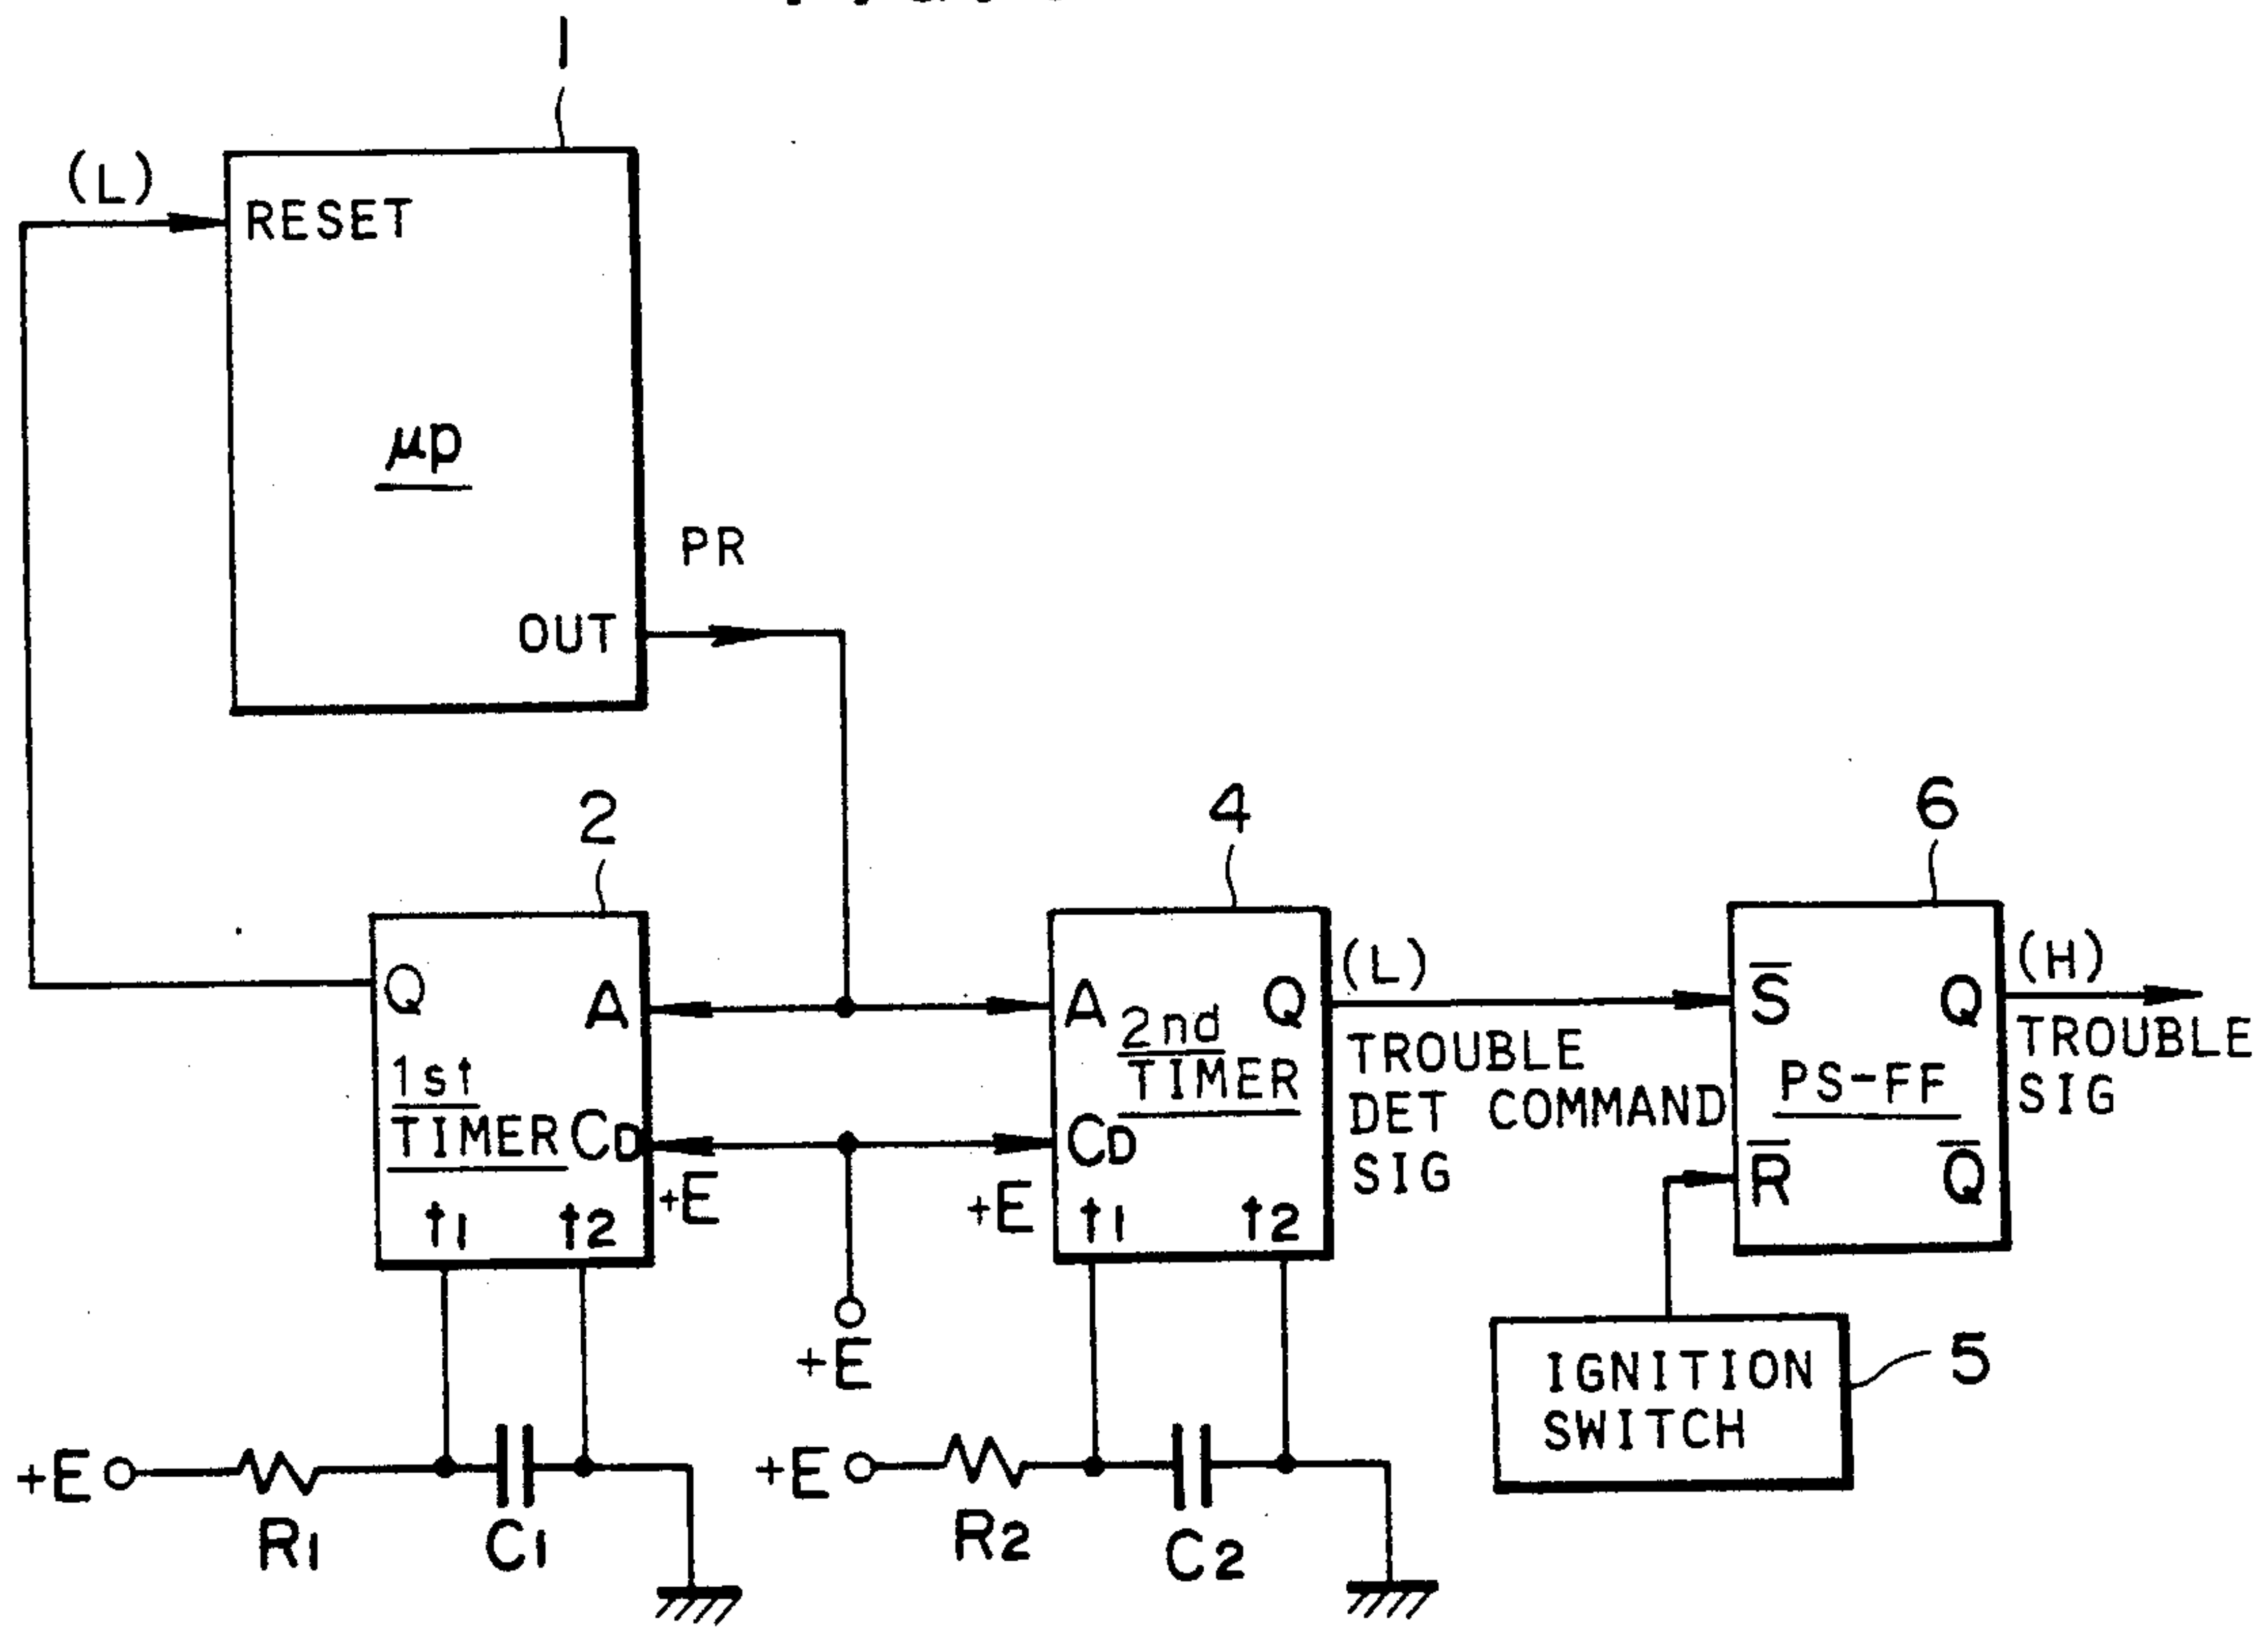 1
(L)
RESET
μp
PR
OUT
2
4
6
Q
A
1st
TIMER
CD
t1
t2
+E
+E
A
2nd
TIMER
Q
CD
+E
t1
t2
(L)
TROUBLE
DET COMMAND
SIG
S̅
Q
PS-FF
R̅
Q̅
(H)
TROUBLE
SIG
IGNITION
SWITCH
5
+E
R1
C1
+E
R2
C2